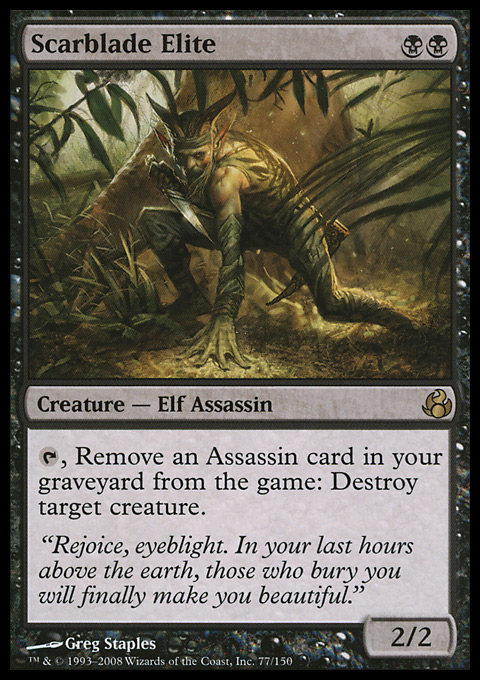 Scarblade Elite
Creature — Elf Assassin
, Remove an Assassin card in your
graveyard from the game: Destroy
target creature.
“Rejoice, eyeblight. In your last hours
above the earth, those who bury you
will finally make you beautiful.”
Greg Staples
2/2
™ & © 1993–2008 Wizards of the Coast, Inc. 77/150